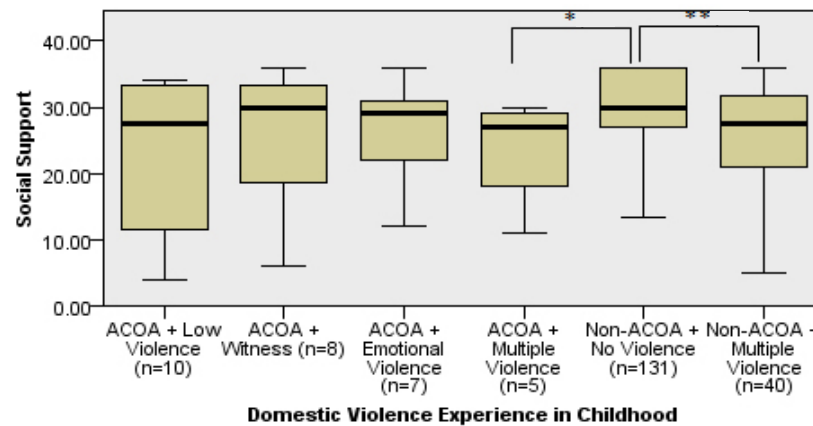 *
**
40.00
30.00
20.00
10.00
0.00
Social Support
ACOA + Low
Violence
(n=10)
ACOA +
Witness (n=8)
ACOA +
Emotional
Violence
(n=7)
ACOA +
Multiple
Violence
(n=5)
Non-ACOA +
No Violence
(n=131)
Non-ACOA +
Multiple
Violence
(n=40)
Domestic Violence Experience in Childhood